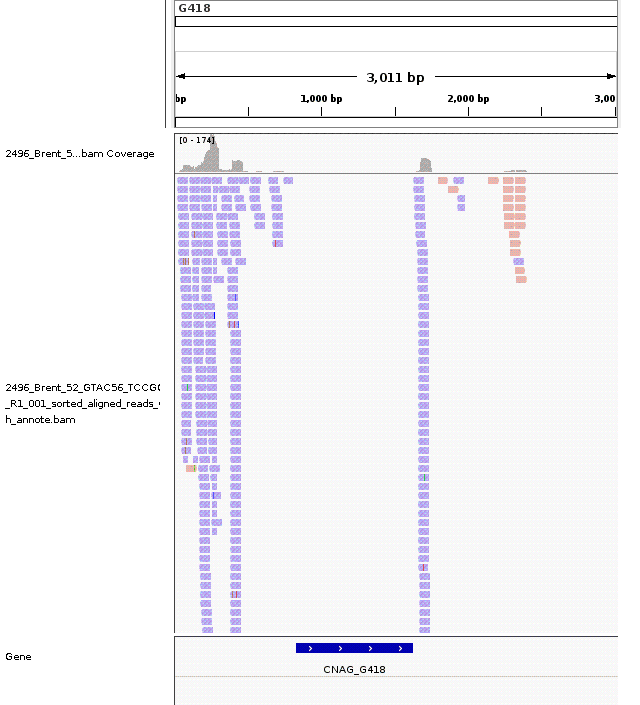 G418
3,011 bp
bp
1,000 bp
2,000 bp
3,00
2496_Brent_5...bam Coverage
[0 - 174]
2496_Brent_52_GTAC56_TCCG
_R1_001_sorted_aligned_reads_
h_annote.bam
Gene
CNAG_G418